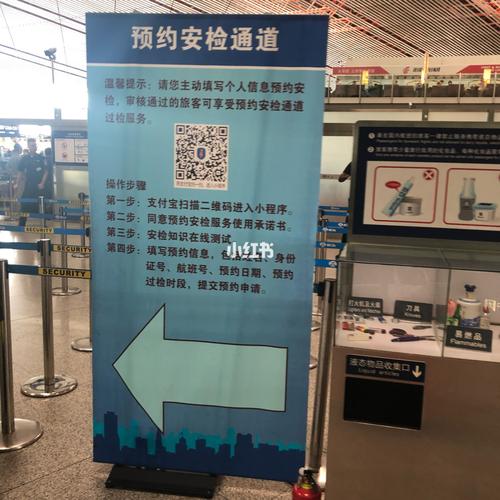 预约安检通道
温馨提示：请您主动填写个人信息预约安
检，审核通过的旅客可享受预约安检通道
过检服务。
操作步骤
第一步：支付宝扫描二维码进入小程序。
第二步：同意预约安检服务使用承诺书。
第三步：安检知识在线测试。
第四步：填写预约信息，包
身份
证号、航班号、预约日期、预约
过检时段，提交预约申请。
小红书
SECURITY
SECURITY
打火机及火柴
Lighters and Matches
刀具
Knives
易燃品
Flammables
液态物品收集口
Liquid articles